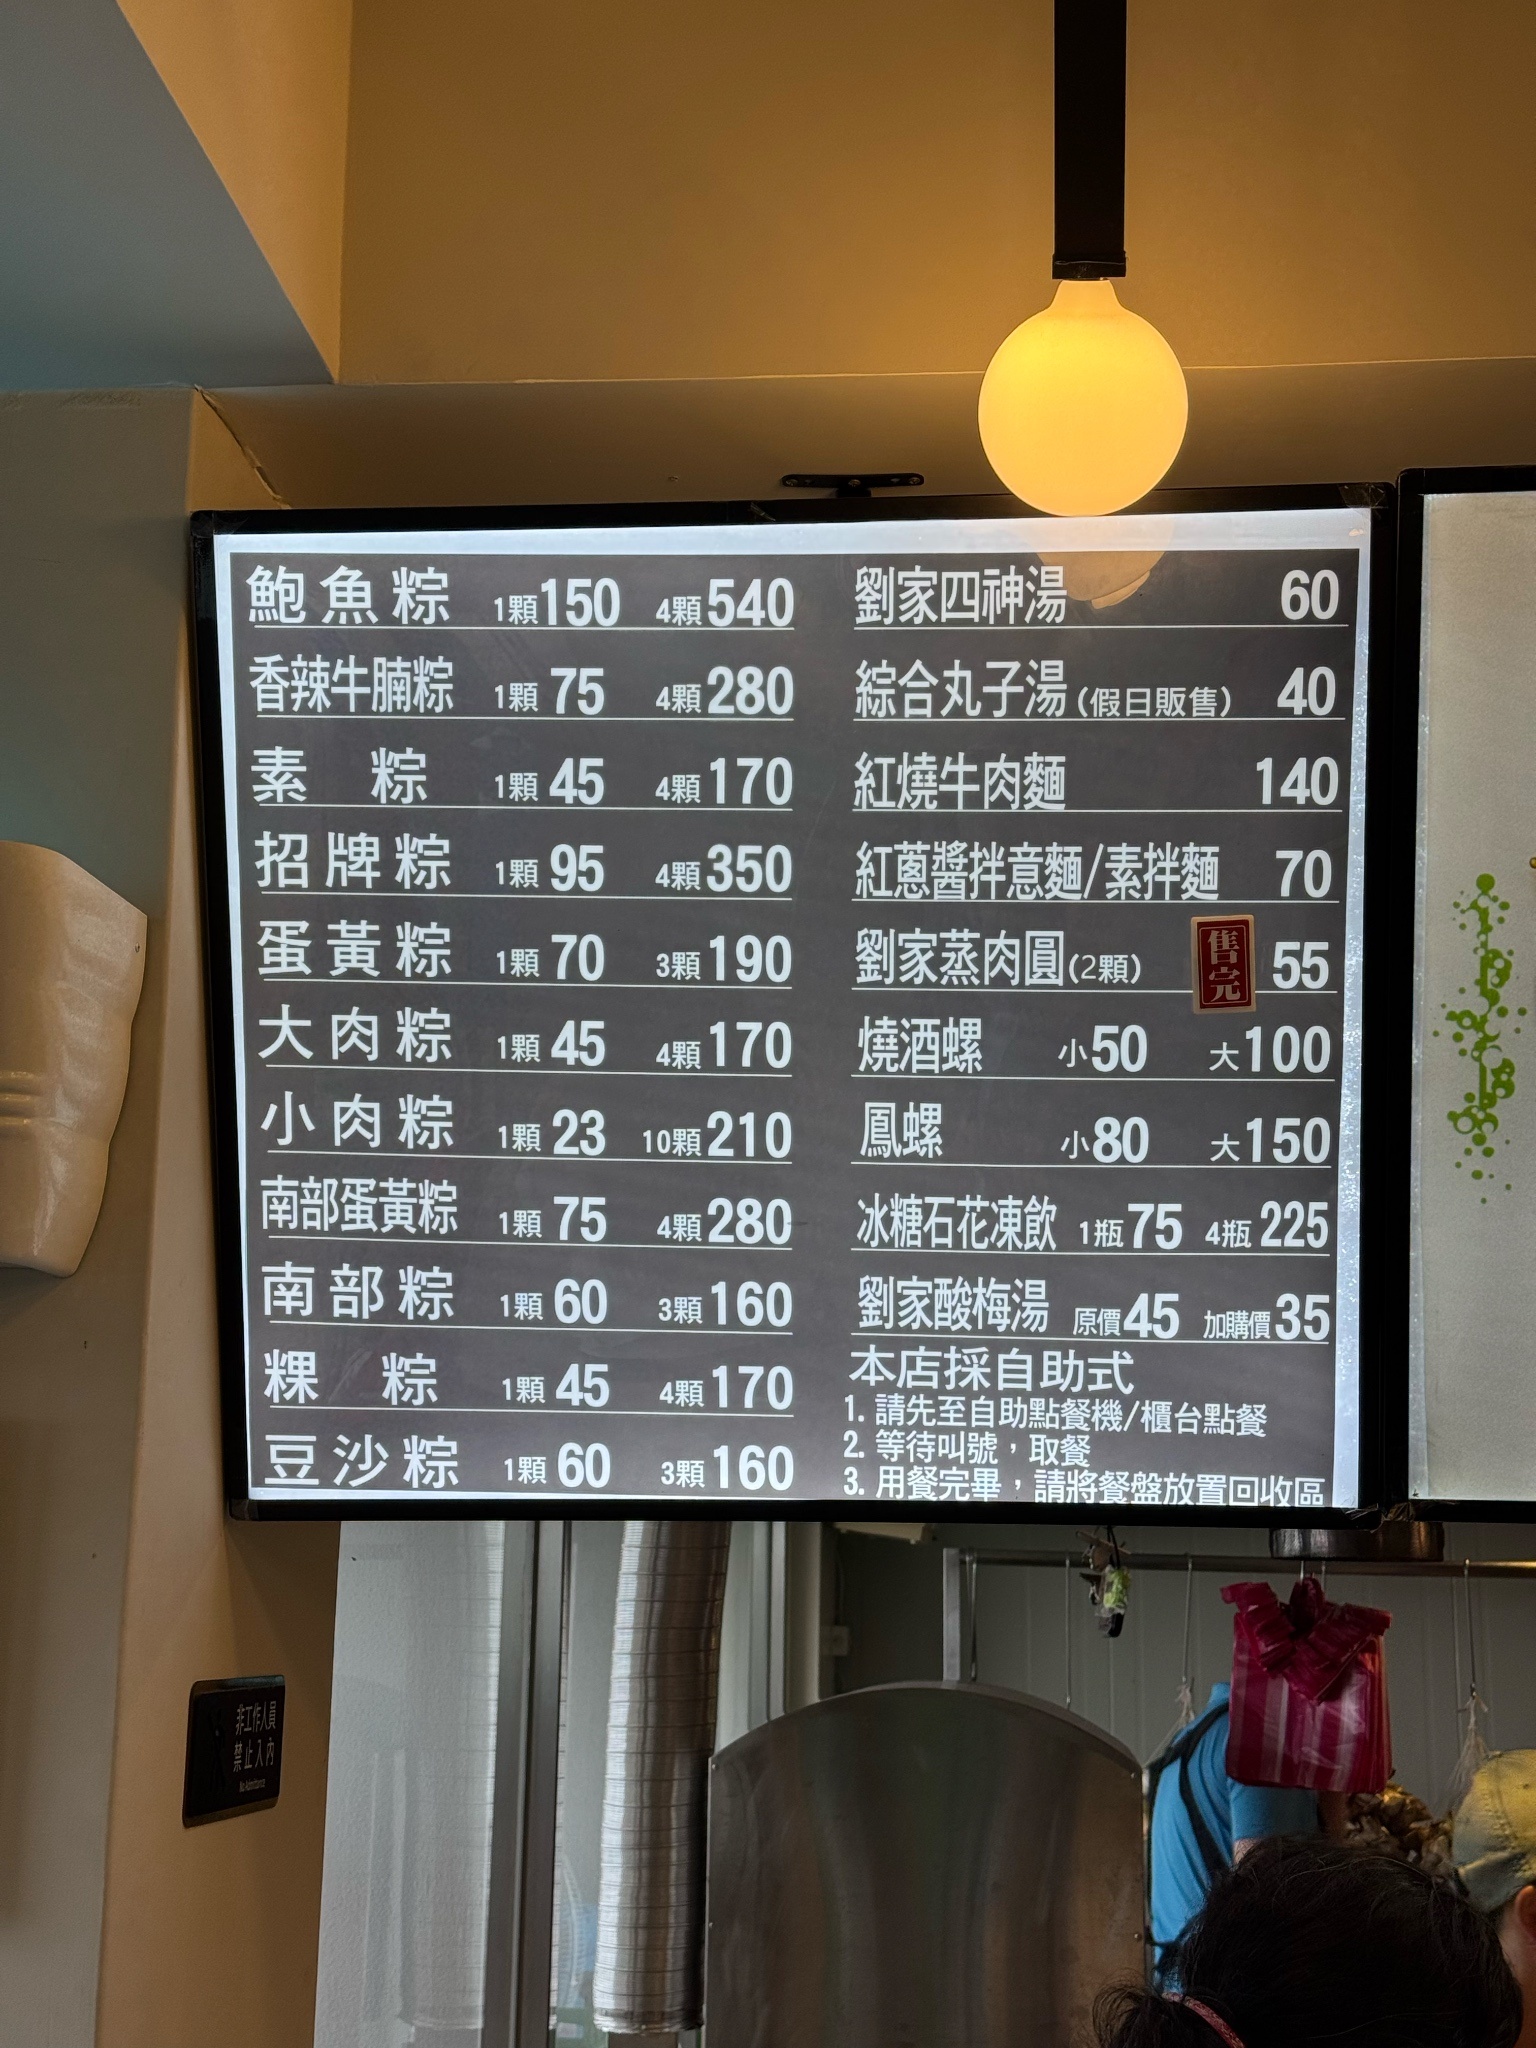 鮑魚粽 1顆150 4顆540
香辣牛腩粽 1顆75 4顆280
素粽 1顆45 4顆170
招牌粽 1顆95 4顆350
蛋黃粽 1顆70 3顆190
大肉粽 1顆45 4顆170
小肉粽 1顆23 10顆210
南部蛋黃粽 1顆75 4顆280
南部粽 1顆60 3顆160
粿粽 1顆45 4顆170
豆沙粽 1顆60 3顆160
劉家四神湯 60
綜合丸子湯(假日販售) 40
紅燒牛肉麵 140
紅蔥醬拌意麵/素拌麵 70
劉家蒸肉圓(2顆) 售完 55
燒酒螺 小50 大100
鳳螺 小80 大150
冰糖石花凍飲 1瓶75 4瓶225
劉家酸梅湯 原價45 加購價35
本店採自助式
1. 請先至自助點餐機/櫃台點餐
2. 等待叫號，取餐
3. 用餐完畢，請將餐盤放置回收區
非工作人員
禁止入內
No Admittance